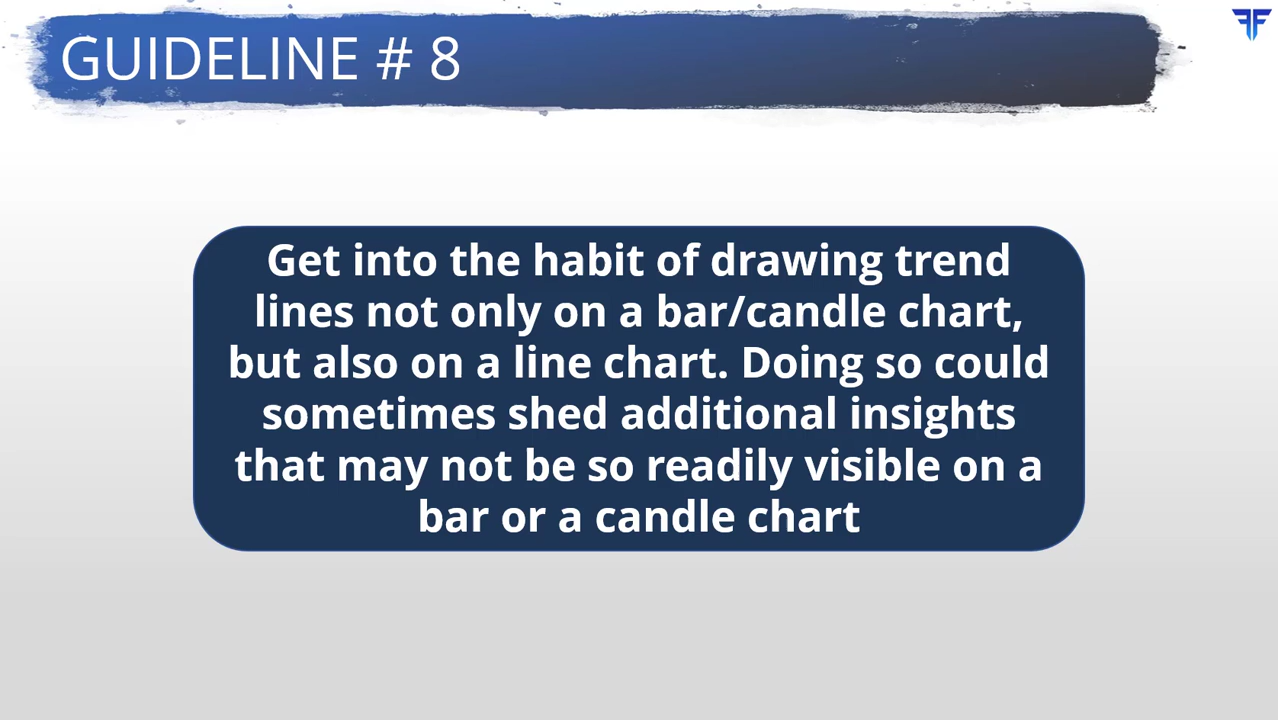 GUIDELINE # 8
Get into the habit of drawing trend
lines not only on a bar/candle chart,
but also on a line chart. Doing so could
sometimes shed additional insights
that may not be so readily visible on a
bar or a candle chart